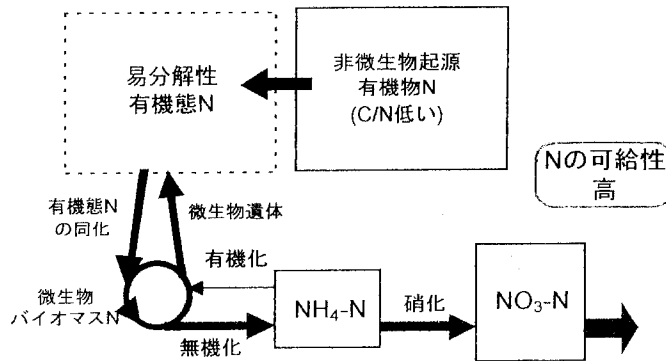 易分解性
有機態N
非微生物起源
有機物N
(C/N低い)
Nの可給性
高
有機態N
の同化
微生物遺体
有機化
微生物
バイオマスN
無機化
NH₄-N
硝化
NO₃-N